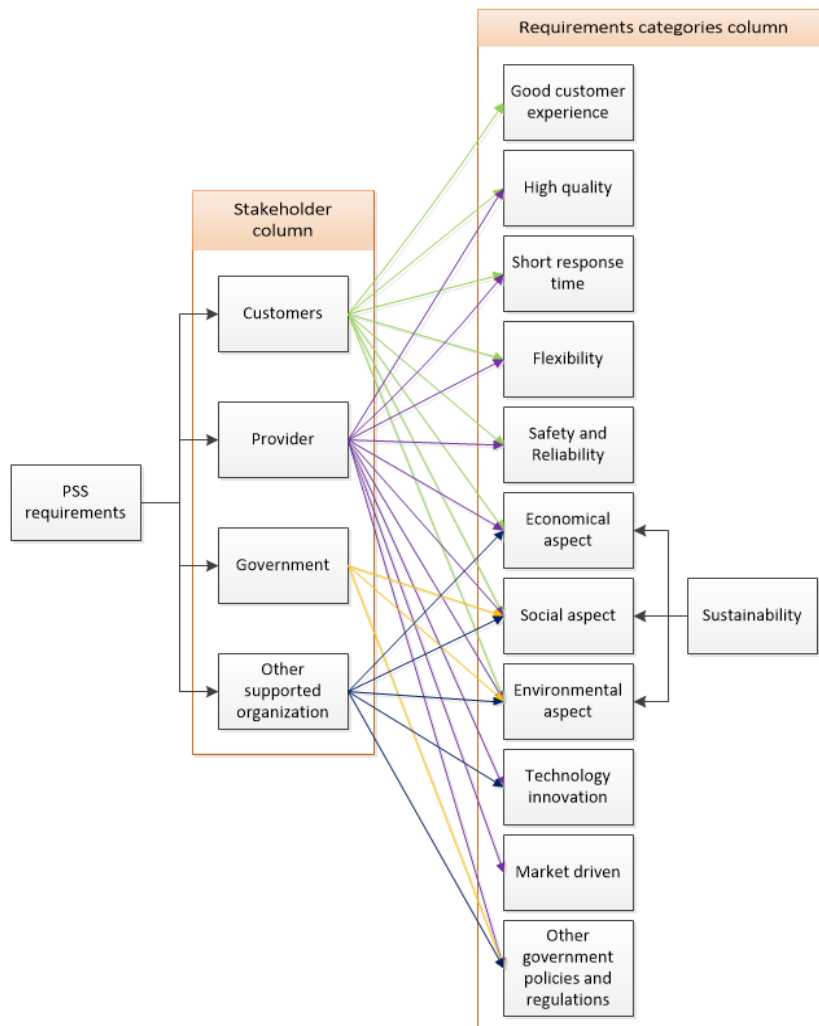 Requirements categories column
Good customer
experience
High quality
Stakeholder
column
Short response
time
Customers
Flexibility
Provider
Safety and
Reliability
PSS
requirements
Economical
aspect
Government
Social aspect
Sustainability
Other
supported
organization
Environmental
aspect
Technology
innovation
Market driven
Other
government
policies and
regulations